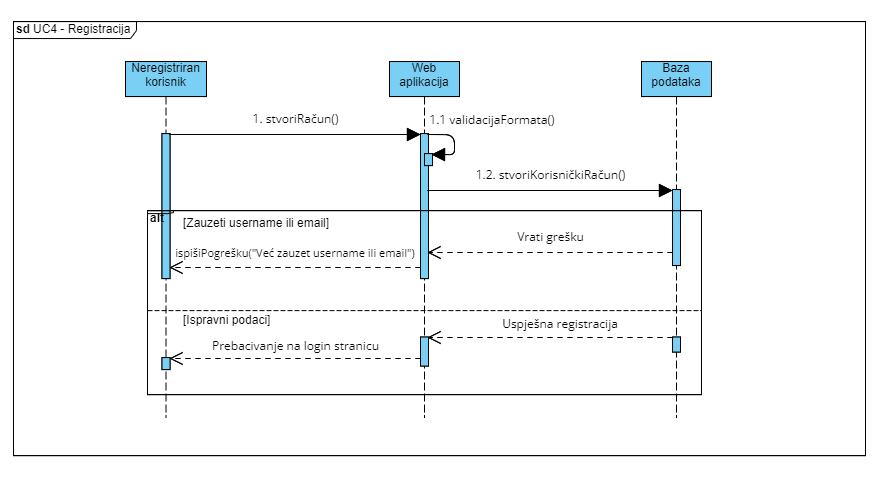 sd UC4 - Registracija
Neregistriran
korisnik
Web
aplikacija
Baza
podataka
1. stvoriRačun()
1.1 validacijaFormata()
1.2. stvoriKorisničkiRačun()
alt
[Zauzeti username ili email]
Vrati grešku
ispišiPogrešku("Već zauzet username ili email")
[Ispravni podaci]
Uspješna registracija
Prebacivanje na login stranicu